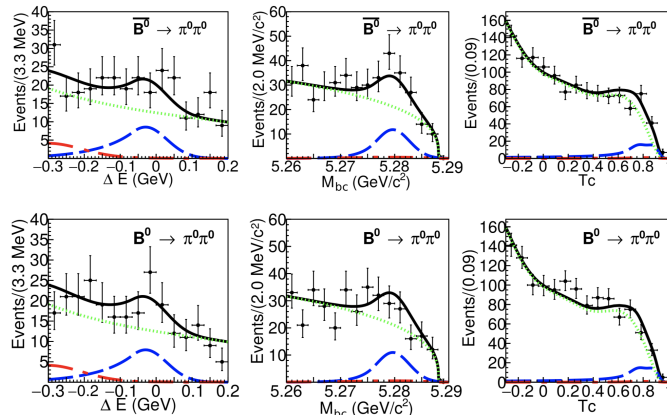 Events/(3.3 MeV)
40
35
30
25
20
15
10
5
B̅⁰ → π⁰π⁰
−0.3 −0.2 −0.1 0 0.1 0.2
Δ E (GeV)
Events/(2.0 MeV/c²)
60
50
40
30
20
10
0
B̅⁰ → π⁰π⁰
5.26 5.27 5.28 5.29
M_bc (GeV/c²)
Events/(0.09)
160
140
120
100
80
60
40
20
0
B̅⁰ → π⁰π⁰
−0.2 0 0.2 0.4 0.6 0.8
Tc
Events/(3.3 MeV)
40
35
30
25
20
15
10
5
B⁰ → π⁰π⁰
−0.3 −0.2 −0.1 0 0.1 0.2
Δ E (GeV)
Events/(2.0 MeV/c²)
60
50
40
30
20
10
0
B⁰ → π⁰π⁰
5.26 5.27 5.28 5.29
M_bc (GeV/c²)
Events/(0.09)
160
140
120
100
80
60
40
20
0
B⁰ → π⁰π⁰
−0.2 0 0.2 0.4 0.6 0.8
Tc